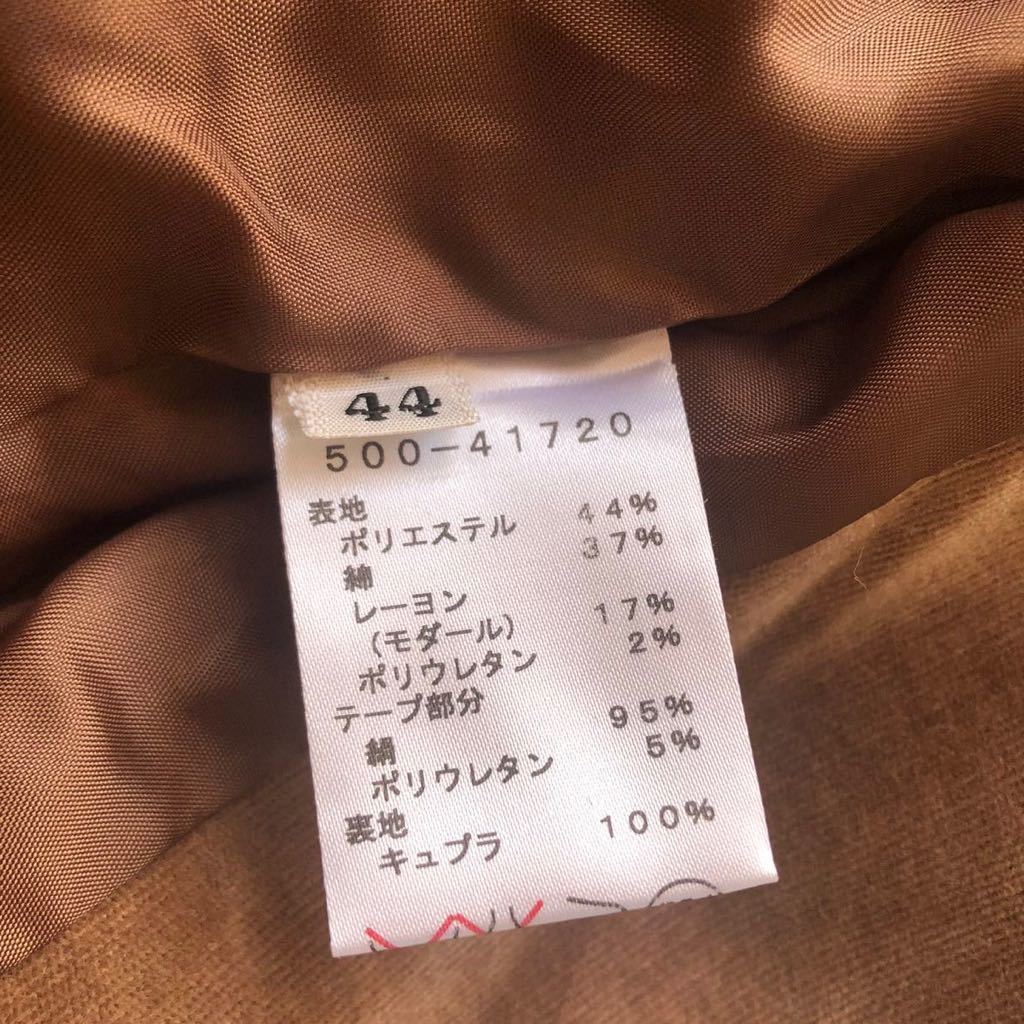 44
500-41720
表地
ポリエステル 44%
綿 37%
レーヨン
(モダール) 17%
ポリウレタン 2%
テープ部分
絹 95%
ポリウレタン 5%
裏地
キュプラ 100%